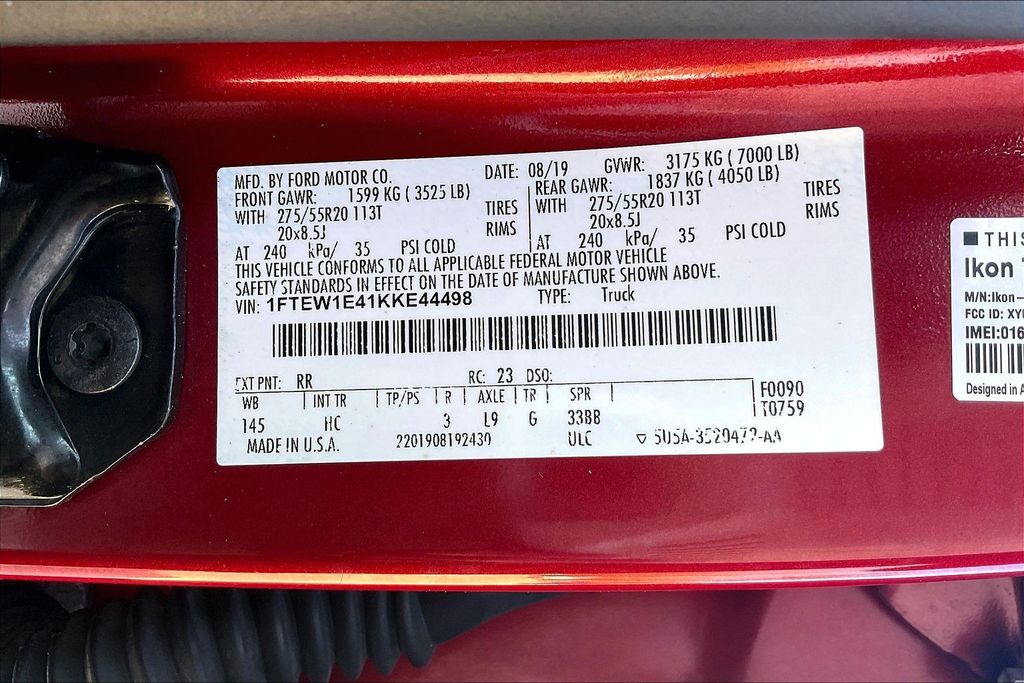 MFD. BY FORD MOTOR CO. DATE: 08/19 GVWR: 3175 KG ( 7000 LB)
FRONT GAWR: 1599 KG ( 3525 LB) REAR GAWR: 1837 KG ( 4050 LB)
WITH 275/55R20 113T TIRES WITH 275/55R20 113T TIRES
20x8.5J RIMS 20x8.5J RIMS
AT 240 kPa/ 35 PSI COLD AT 240 kPa/ 35 PSI COLD
THIS VEHICLE CONFORMS TO ALL APPLICABLE FEDERAL MOTOR VEHICLE
SAFETY STANDARDS IN EFFECT ON THE DATE OF MANUFACTURE SHOWN ABOVE.
VIN: 1FTEW1E41KKE44498 TYPE: Truck
EXT PNT: RR RC: 23 DSO:
WB INT TR TP/PS R AXLE TR SPR F0090
145 HC 3 L9 G 33BB T0759
MADE IN U.S.A. 2201908192430 ULC
THIS
Ikon
M/N:Ikon-
FCC ID:
IMEI:016
Designed in